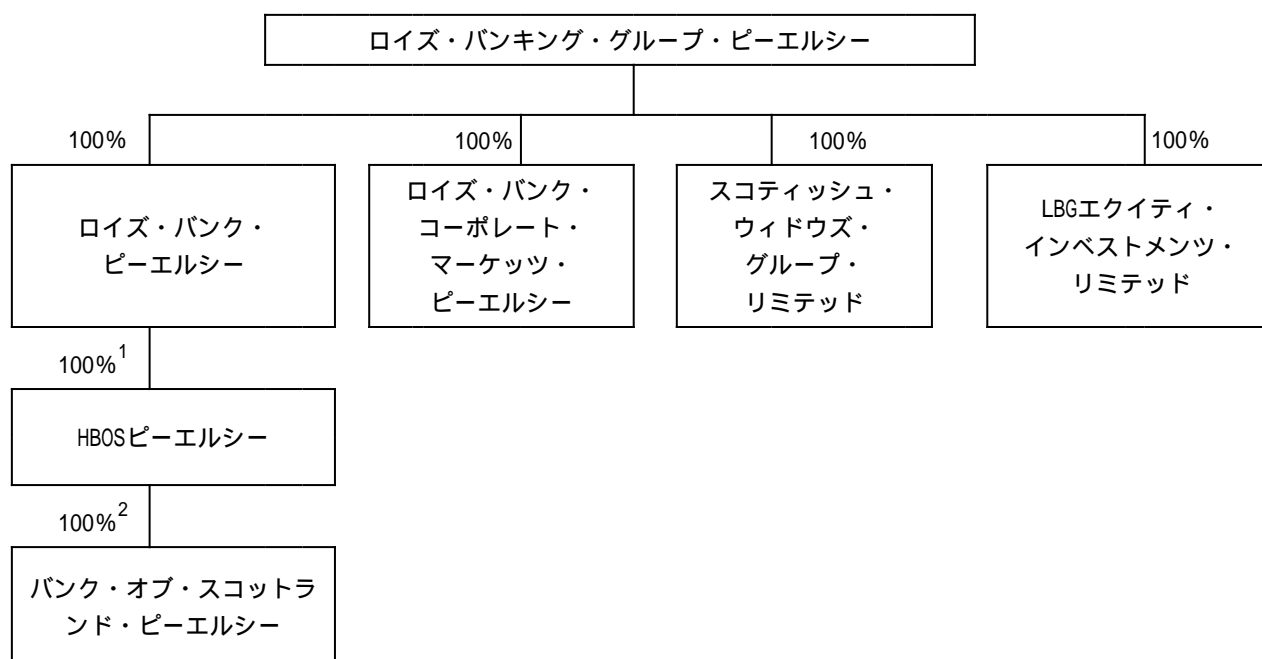 ロイズ・バンキング・グループ・ピーエルシー
100%
100%
100%
100%
ロイズ・バンク・
ピーエルシー
ロイズ・バンク・
コーポレート・
マーケッツ・
ピーエルシー
スコティッシュ・
ウィドウズ・
グループ・
リミテッド
LBGエクイティ・
インベストメンツ・
リミテッド
100%1
HBOSピーエルシー
100%2
バンク・オブ・スコットラ
ンド・ピーエルシー